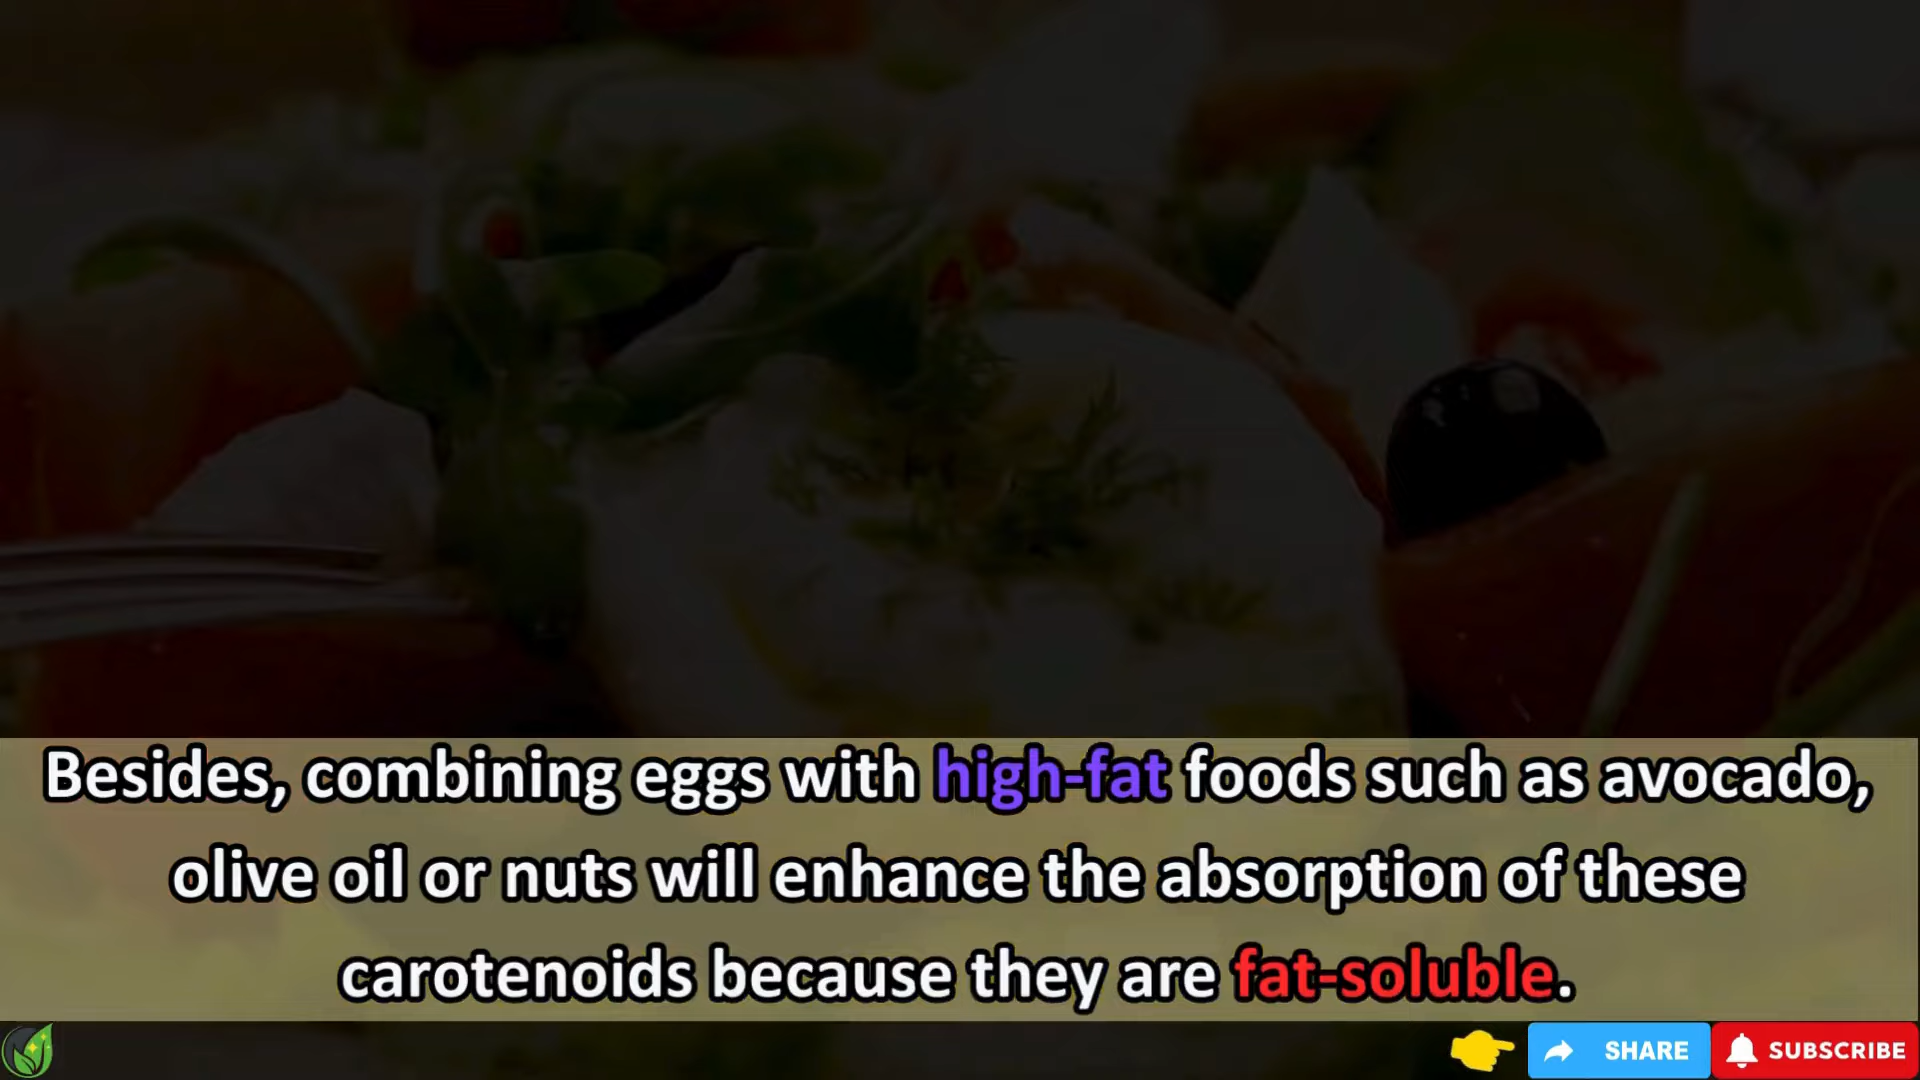 Besides, combining eggs with high-fat foods such as avocado,
olive oil or nuts will enhance the absorption of these
carotenoids because they are fat-soluble.
SHARE
SUBSCRIBE